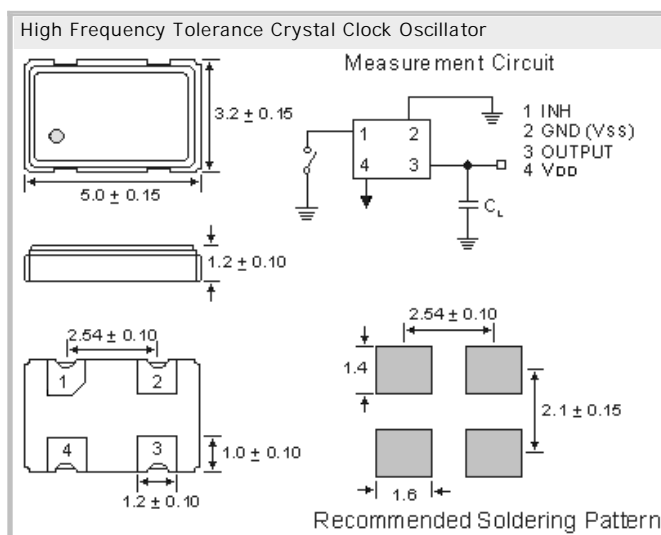 High Frequency Tolerance Crystal Clock Oscillator
3.2 ± 0.15
5.0 ± 0.15
1.2 ± 0.10
2.54 ± 0.10
1
2
4
3
1.0 ± 0.10
1.2 ± 0.10
Measurement Circuit
1
2
4
3
CL
1 INH
2 GND (VSS)
3 OUTPUT
4 VDD
2.54 ± 0.10
1.4
2.1 ± 0.15
1.6
Recommended Soldering Pattern